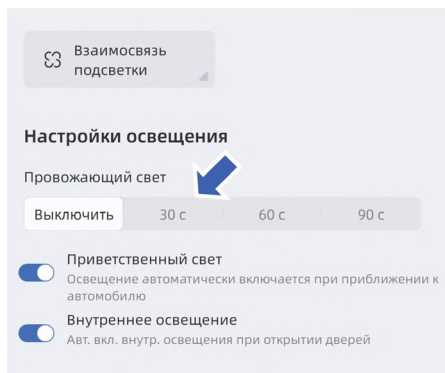 Взаимосвязь
подсветки
Настройки освещения
Провожающий свет
Выключить 30 с 60 с 90 с
Приветственный свет
Освещение автоматически включается при приближении к
автомобилю
Внутреннее освещение
Авт. вкл. внутр. освещения при открытии дверей